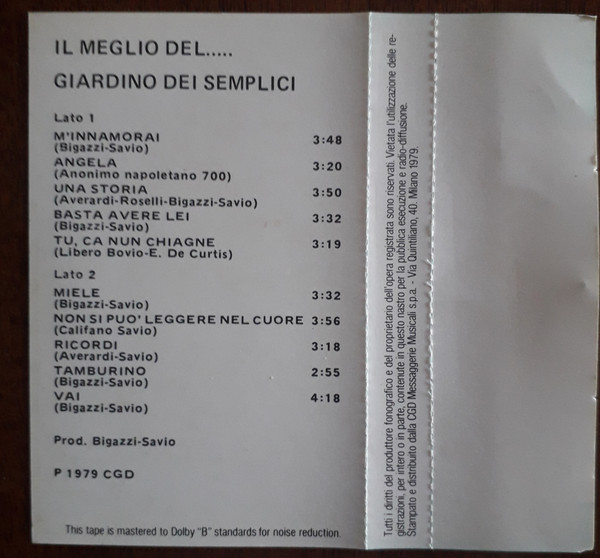 IL MEGLIO DEL.....
GIARDINO DEI SEMPLICI
Lato 1
M'INNAMORAI 3:48
(Bigazzi-Savio)
ANGELA 3:20
(Anonimo napoletano 700)
UNA STORIA 3:50
(Averardi-Roselli-Bigazzi-Savio)
BASTA AVERE LEI 3:32
(Bigazzi-Savio)
TU, CA NUN CHIAGNE 3:19
(Libero Bovio-E. De Curtis)
Lato 2
MIELE 3:32
(Bigazzi-Savio)
NON SI PUO' LEGGERE NEL CUORE 3:56
(Califano Savio)
RICORDI 3:18
(Averardi-Savio)
TAMBURINO 2:55
(Bigazzi-Savio)
VAI 4:18
(Bigazzi-Savio)
Prod. Bigazzi-Savio
P 1979 CGD
This tape is mastered to Dolby "B" standards for noise reduction.
Tutti i diritti del produttore fonografico e del proprietario dell'opera registrata sono riservati. Vietata l'utilizzazione delle re-
gistrazioni, per intero o in parte, contenute in questo nastro per la pubblica esecuzione e radio-diffusione.
Stampato e distribuito dalla CGD Messaggerie Musicali s.p.a. - Via Quintiliano, 40. Milano 1979.